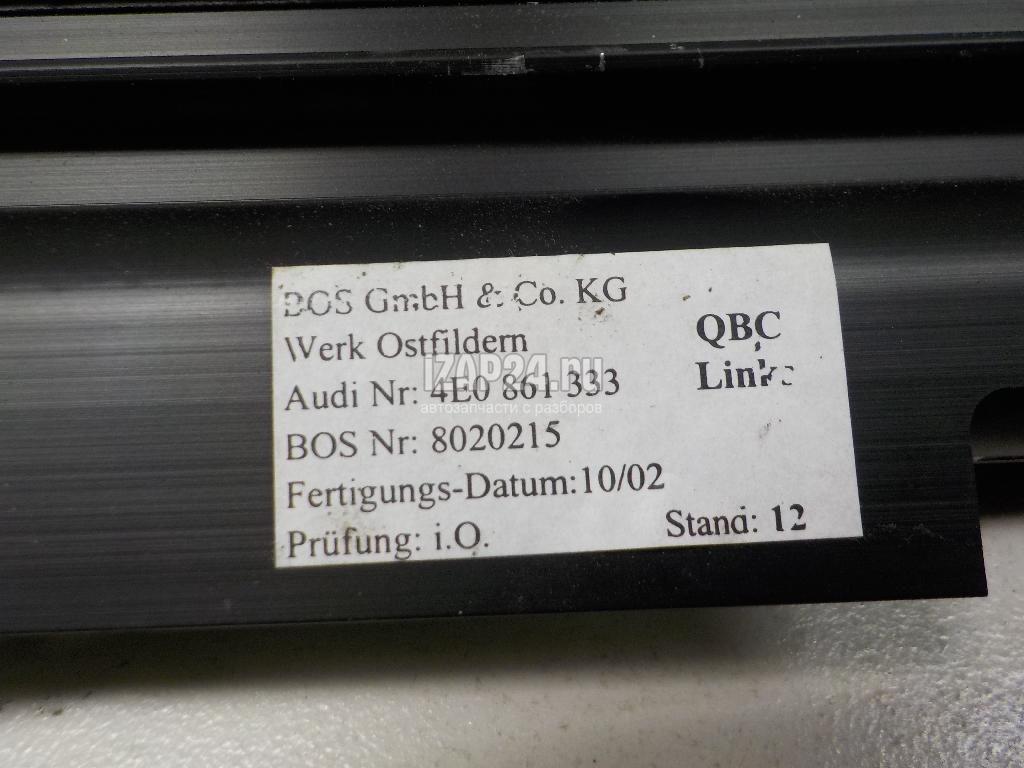 BOS GmbH & Co. KG
Werk Ostfildern
QBC
Links
Audi Nr: 4E0 861 333
IZAP24.ru
автозапчасти с разборов
BOS Nr: 8020215
Fertigungs-Datum:10/02
Prüfung: i.O.
Stand: 12